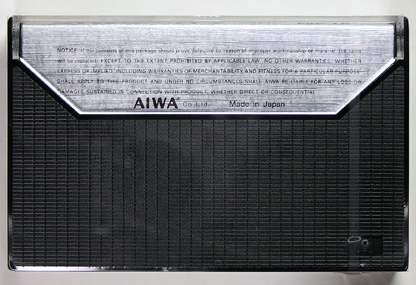 NOTICE: If the contents of this package should prove defective by reason of improper workmanship or material, the same
will be replaced. EXCEPT TO THE EXTENT PROHIBITED BY APPLICABLE LAW, NO OTHER WARRANTIES, WHETHER
EXPRESS OR IMPLIED, INCLUDING WARRANTIES OF MERCHANTABILITY AND FITNESS FOR A PARTICULAR PURPOSE,
SHALL APPLY TO THIS PRODUCT AND UNDER NO CIRCUMSTANCES SHALL AIWA BE LIABLE FOR ANY LOSS OR
DAMAGES SUSTAINED IN CONNECTION WITH PRODUCT, WHETHER DIRECT OR CONSEQUENTIAL.
AIWA Co.,Ltd. Made in Japan